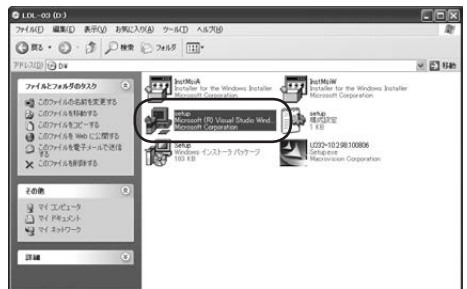 LDL-03 (D:)
ファイル(F) 編集(E) 表示(V) お気に入り(A) ツール(T) ヘルプ(H)
戻る 検索 フォルダ
アドレス(D) D:¥ 移動
ファイルとフォルダのタスク
このファイルの名前を変更する
このファイルを移動する
このファイルをコピーする
このファイルを Web に公開する
このファイルを電子メールで送信する
このファイルを削除する
その他
マイ コンピュータ
マイ ドキュメント
マイ ネットワーク
詳細
InstMsiA
Installer for the Windows Installer
Microsoft Corporation
InstMsiW
Installer for the Windows Installer
Microsoft Corporation
setup
Microsoft (R) Visual Studio Wind...
Microsoft Corporation
setup
構成設定
1 KB
Setup
Windows インストーラ パッケージ
103 KB
U232-10.2.98.100806
Setup.exe
Macrovision Corporation